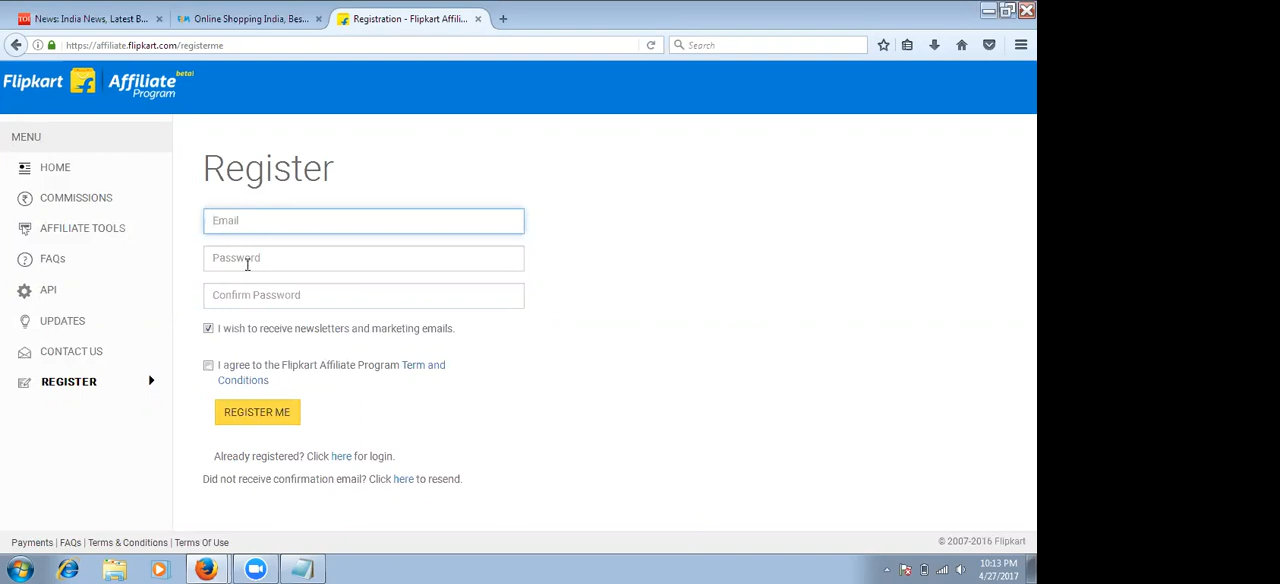 News: India News, Latest B...
Online Shopping India, Bes...
Registration - Flipkart Affili...
https://affiliate.flipkart.com/registerme
Search
Flipkart Affiliate beta!
Program
MENU
HOME
COMMISSIONS
AFFILIATE TOOLS
FAQs
API
UPDATES
CONTACT US
REGISTER
Register
Email
Password
Confirm Password
I wish to receive newsletters and marketing emails.
I agree to the Flipkart Affiliate Program Term and
Conditions
REGISTER ME
Already registered? Click here for login.
Did not receive confirmation email? Click here to resend.
Payments | FAQs | Terms & Conditions | Terms Of Use
© 2007-2016 Flipkart
10:13 PM
4/27/2017